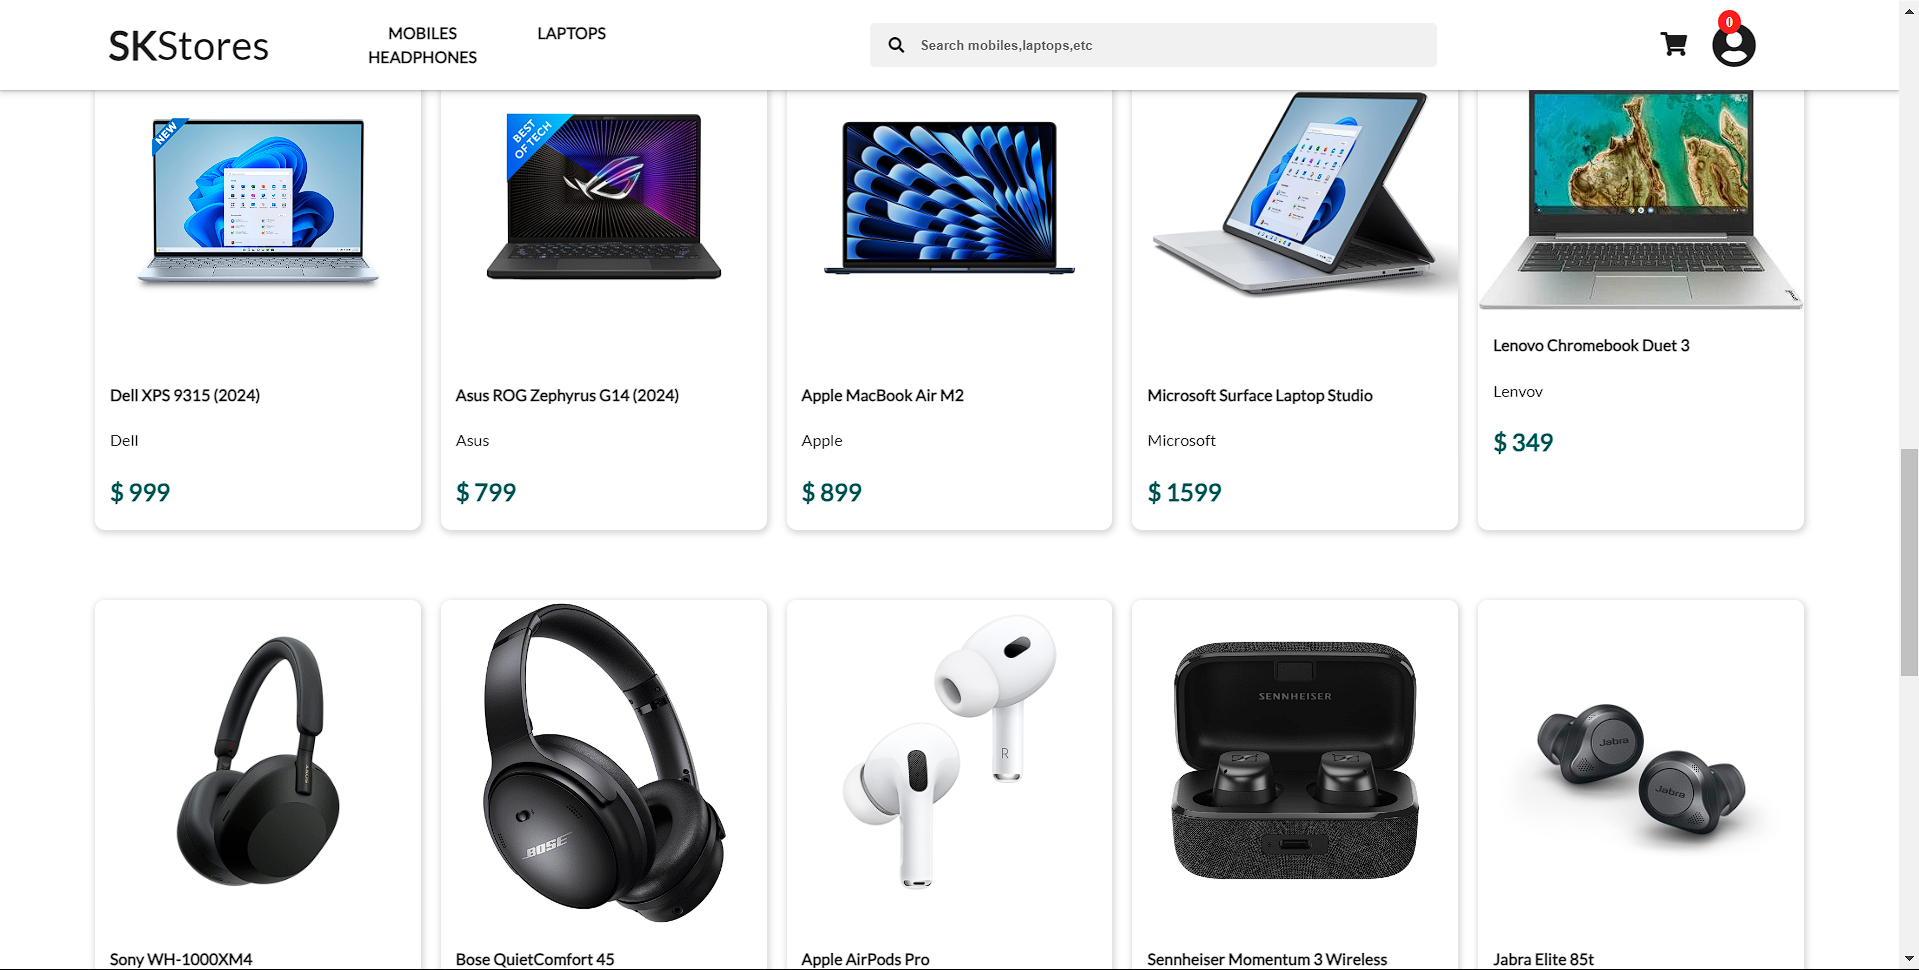 SKStores
MOBILES
LAPTOPS
HEADPHONES
Search mobiles,laptops,etc
0
NEW
BEST
OF TECH
Dell XPS 9315 (2024)
Dell
$ 999
Asus ROG Zephyrus G14 (2024)
Asus
$ 799
Apple MacBook Air M2
Apple
$ 899
Microsoft Surface Laptop Studio
Microsoft
$ 1599
Lenovo Chromebook Duet 3
Lenvov
$ 349
SONY
BOSE
R
SENNHEISER
Jabra
Jabra
Sony WH-1000XM4
Bose QuietComfort 45
Apple AirPods Pro
Sennheiser Momentum 3 Wireless
Jabra Elite 85t